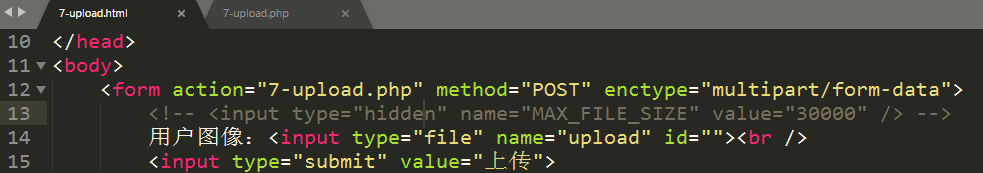 7-upload.html × 7-upload.php ×
10 </head>
11 <body>
12 <form action="7-upload.php" method="POST" enctype="multipart/form-data">
13 <!-- <input type="hidden" name="MAX_FILE_SIZE" value="30000" /> -->
14 用户图像：<input type="file" name="upload" id=""><br />
15 <input type="submit" value="上传">